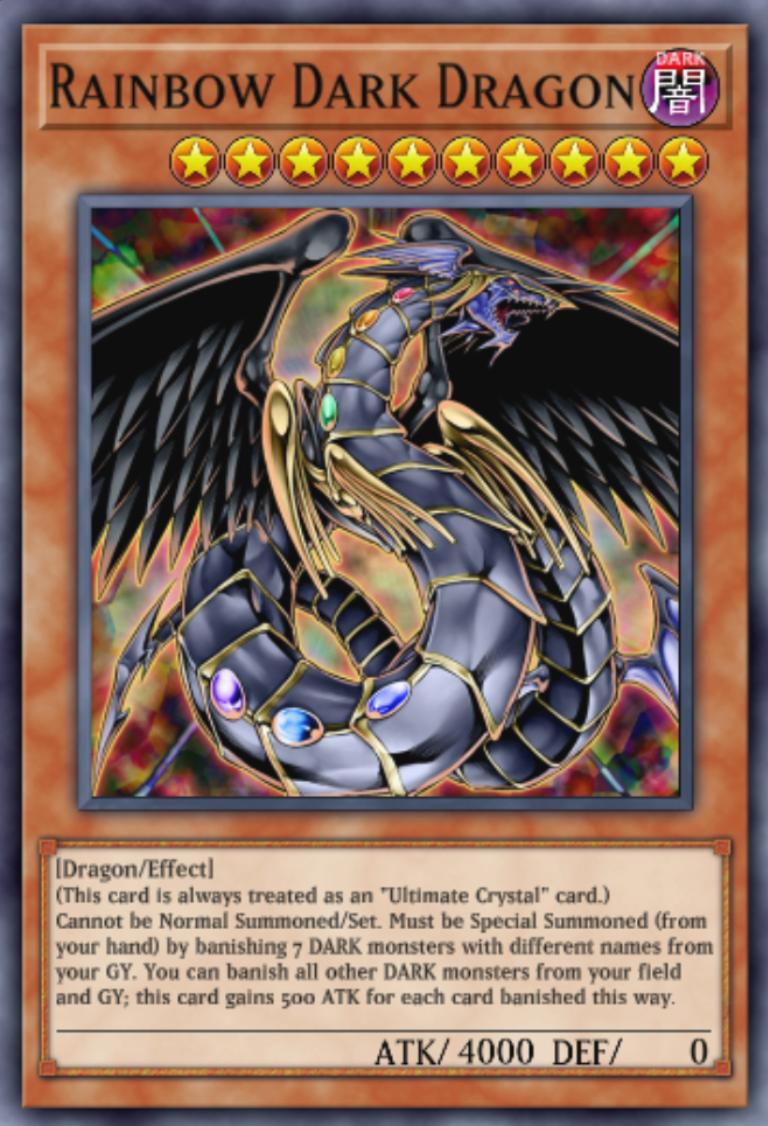 Rainbow Dark Dragon
DARK
闇
[Dragon/Effect]
(This card is always treated as an "Ultimate Crystal" card.)
Cannot be Normal Summoned/Set. Must be Special Summoned (from
your hand) by banishing 7 DARK monsters with different names from
your GY. You can banish all other DARK monsters from your field
and GY; this card gains 500 ATK for each card banished this way.
ATK/ 4000 DEF/ 0